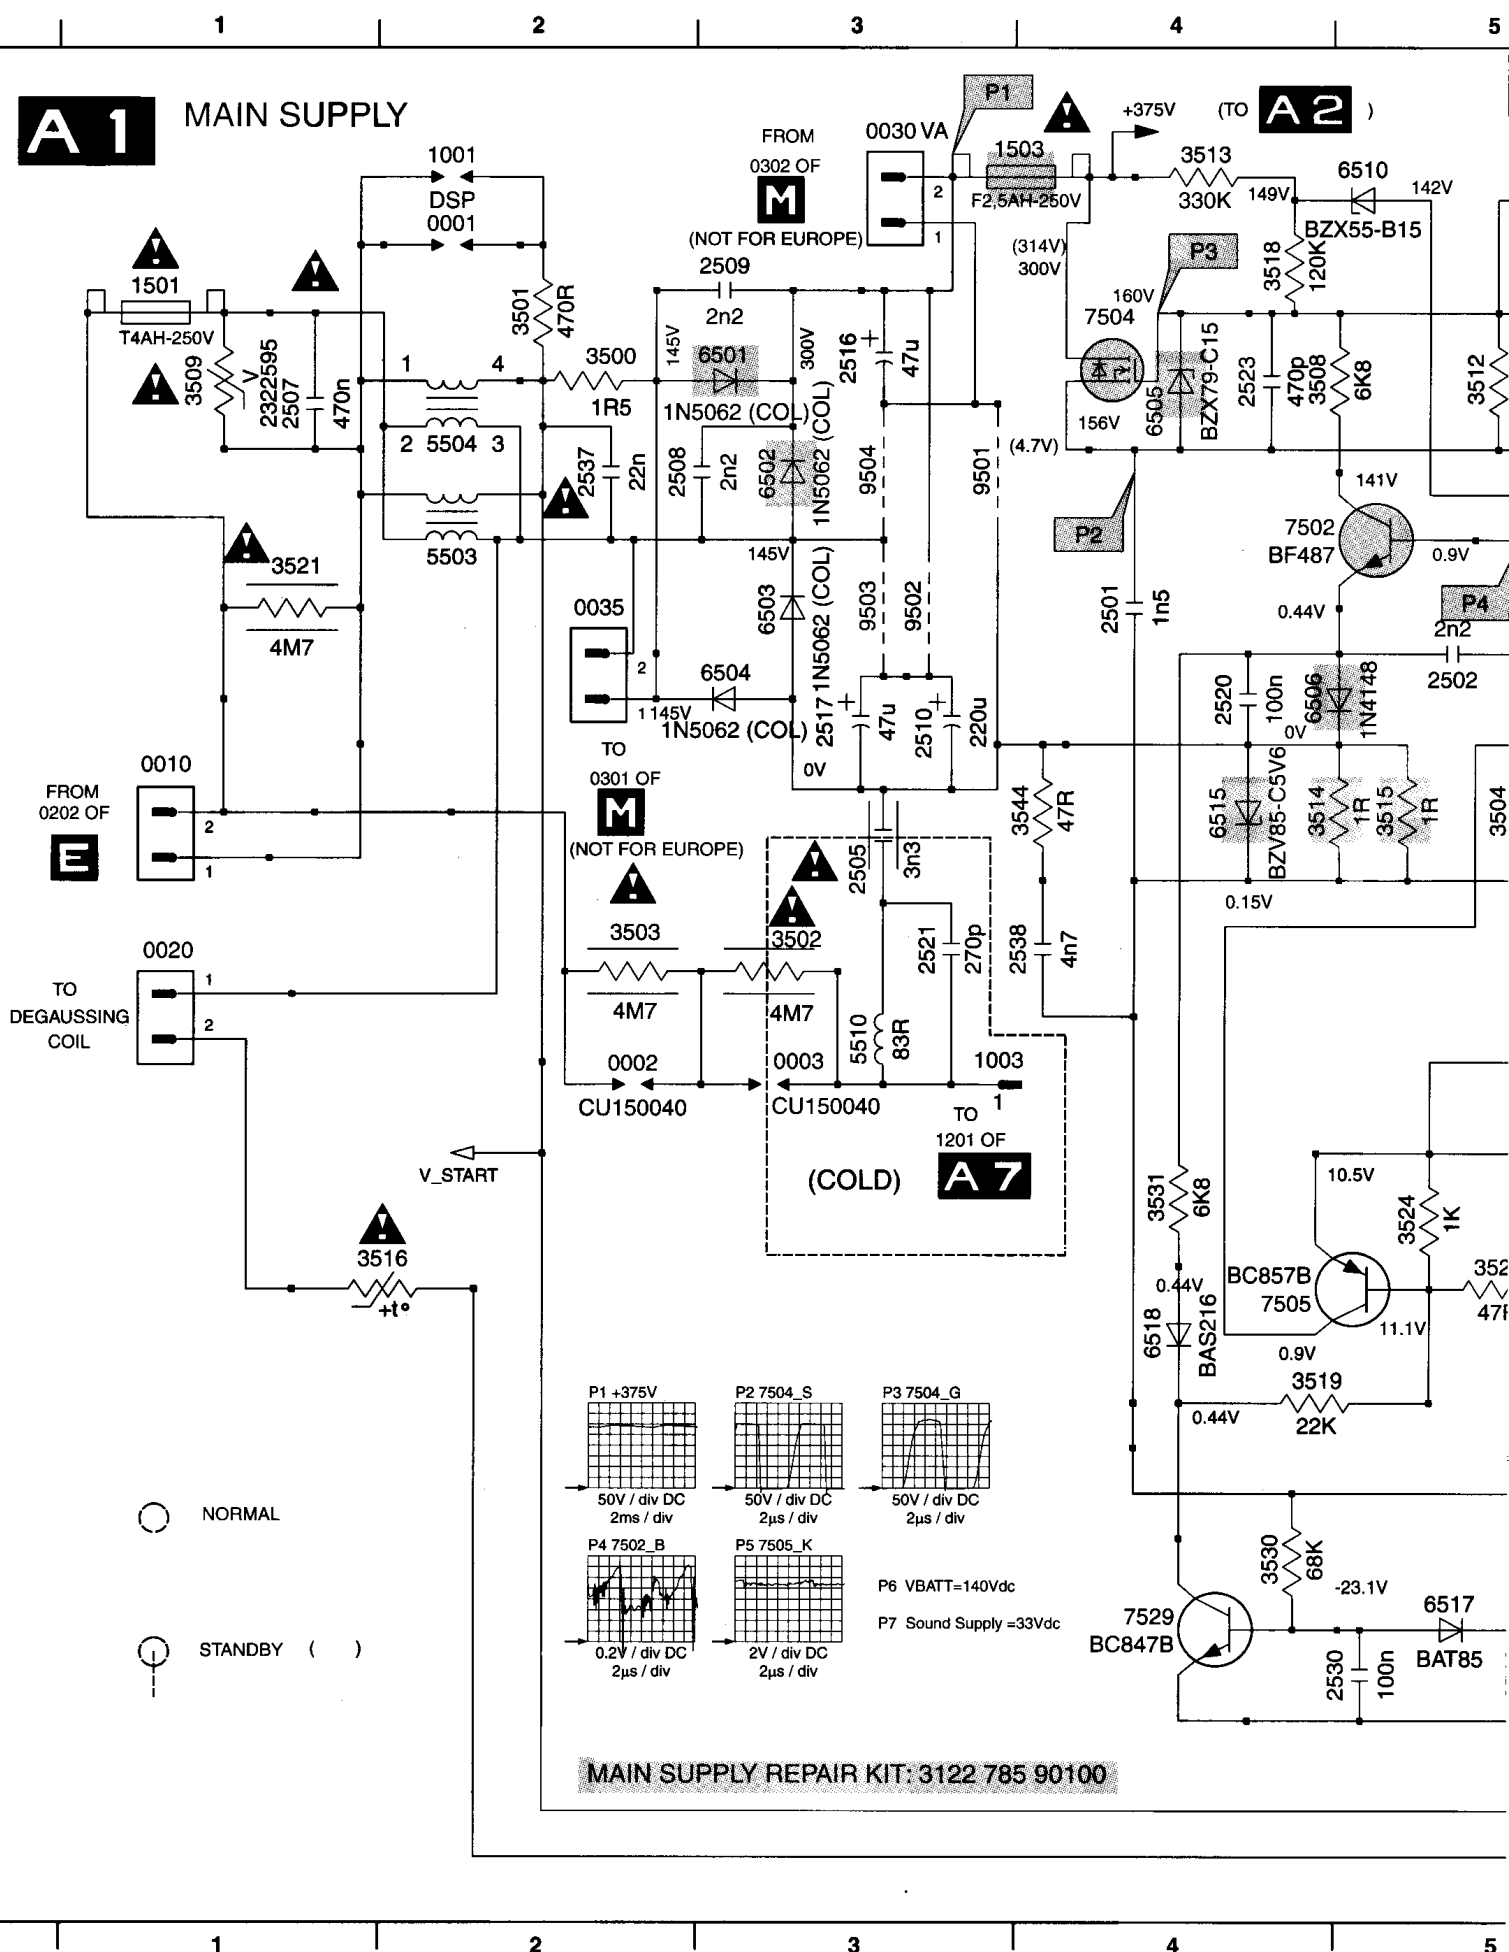 1 2 3 4 5
A 1 MAIN SUPPLY
P1
+375V
(TO A 2 )
FROM
0302 OF
M
(NOT FOR EUROPE)
0030 VA
2
1
1503
F2,5AH-250V
3513
330K
149V
6510
142V
BZX55-B15
1001
DSP
0001
1501
T4AH-250V
3509
V
2322595
2507
470n
3501
470R
1 4
2 5504 3
5503
3500
1R5
2509
2n2
145V
6501
1N5062 (COL)
300V
2516
+
47u
(314V)
300V
7504
160V
P3
3518
120K
156V
6505
BZX79-C15
2523
470p
3508
6K8
3512
2537
22n
2508
2n2
6502
1N5062 (COL)
9504
9501
(4.7V)
P2
141V
7502
BF487
0.9V
P4
3521
4M7
145V
6503
1N5062 (COL)
9503
9502
2501
1n5
0.44V
2n2
2502
0035
2
1 145V
6504
1N5062 (COL)
2517
+
47u
2510
+
220u
0V
2520
100n
6506
1N4148
0V
TO
0301 OF
M
(NOT FOR EUROPE)
0010
FROM
0202 OF
E
2
1
2505
3n3
3544
47R
6515
BZV85-C5V6
3514
1R
3515
1R
3504
0.15V
0020
TO
DEGAUSSING
COIL
1
2
3503
4M7
3502
4M7
2521
270p
2538
4n7
5510
83R
0002
CU150040
0003
CU150040
1003
1
TO
1201 OF
A 7
(COLD)
V_START
3516
+t°
3531
6K8
10.5V
3524
1K
BC857B
7505
352
47
11.1V
0.44V
6518
BAS216
0.9V
3519
22K
0.44V
P1 +375V
50V / div DC
2ms / div
P2 7504_S
50V / div DC
2µs / div
P3 7504_G
50V / div DC
2µs / div
P4 7502_B
0.2V / div DC
2µs / div
P5 7505_K
2V / div DC
2µs / div
P6 VBATT=140Vdc
P7 Sound Supply =33Vdc
NORMAL
STANDBY ( )
3530
68K
-23.1V
7529
BC847B
2530
100n
6517
BAT85
MAIN SUPPLY REPAIR KIT: 3122 785 90100
1 2 3 4 5